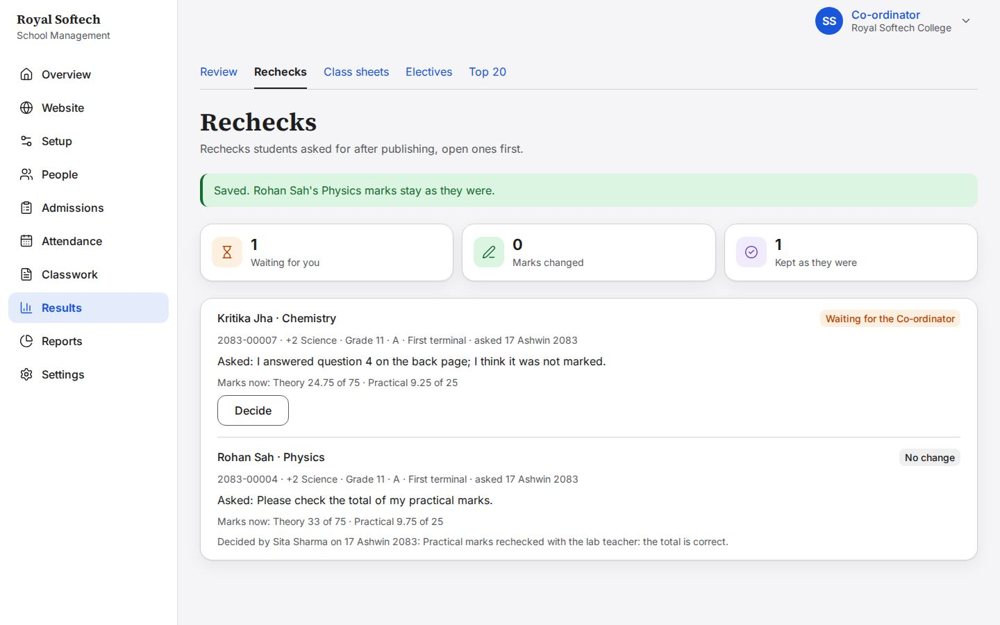 Royal Softech
School Management
Overview
Website
Setup
People
Admissions
Attendance
Classwork
Results
Reports
Settings
SS
Co-ordinator
Royal Softech College
Review
Rechecks
Class sheets
Electives
Top 20
Rechecks
Rechecks students asked for after publishing, open ones first.
Saved. Rohan Sah's Physics marks stay as they were.
1
Waiting for you
0
Marks changed
1
Kept as they were
Kritika Jha · Chemistry
Waiting for the Co-ordinator
2083-00007 · +2 Science · Grade 11 · A · First terminal · asked 17 Ashwin 2083
Asked: I answered question 4 on the back page; I think it was not marked.
Marks now: Theory 24.75 of 75 · Practical 9.25 of 25
Decide
Rohan Sah · Physics
No change
2083-00004 · +2 Science · Grade 11 · A · First terminal · asked 17 Ashwin 2083
Asked: Please check the total of my practical marks.
Marks now: Theory 33 of 75 · Practical 9.75 of 25
Decided by Sita Sharma on 17 Ashwin 2083: Practical marks rechecked with the lab teacher: the total is correct.